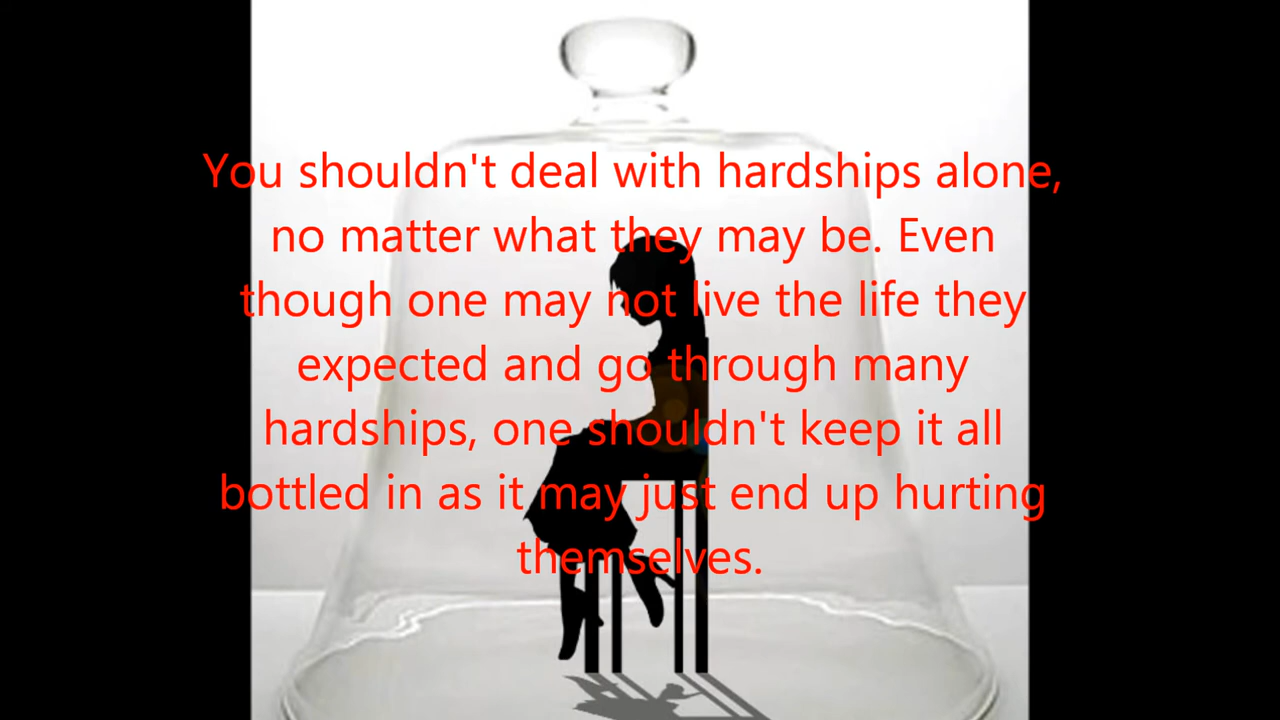 You shouldn't deal with hardships alone,
no matter what they may be. Even
though one may not live the life they
expected and go through many
hardships, one shouldn't keep it all
bottled in as it may just end up hurting
themselves.